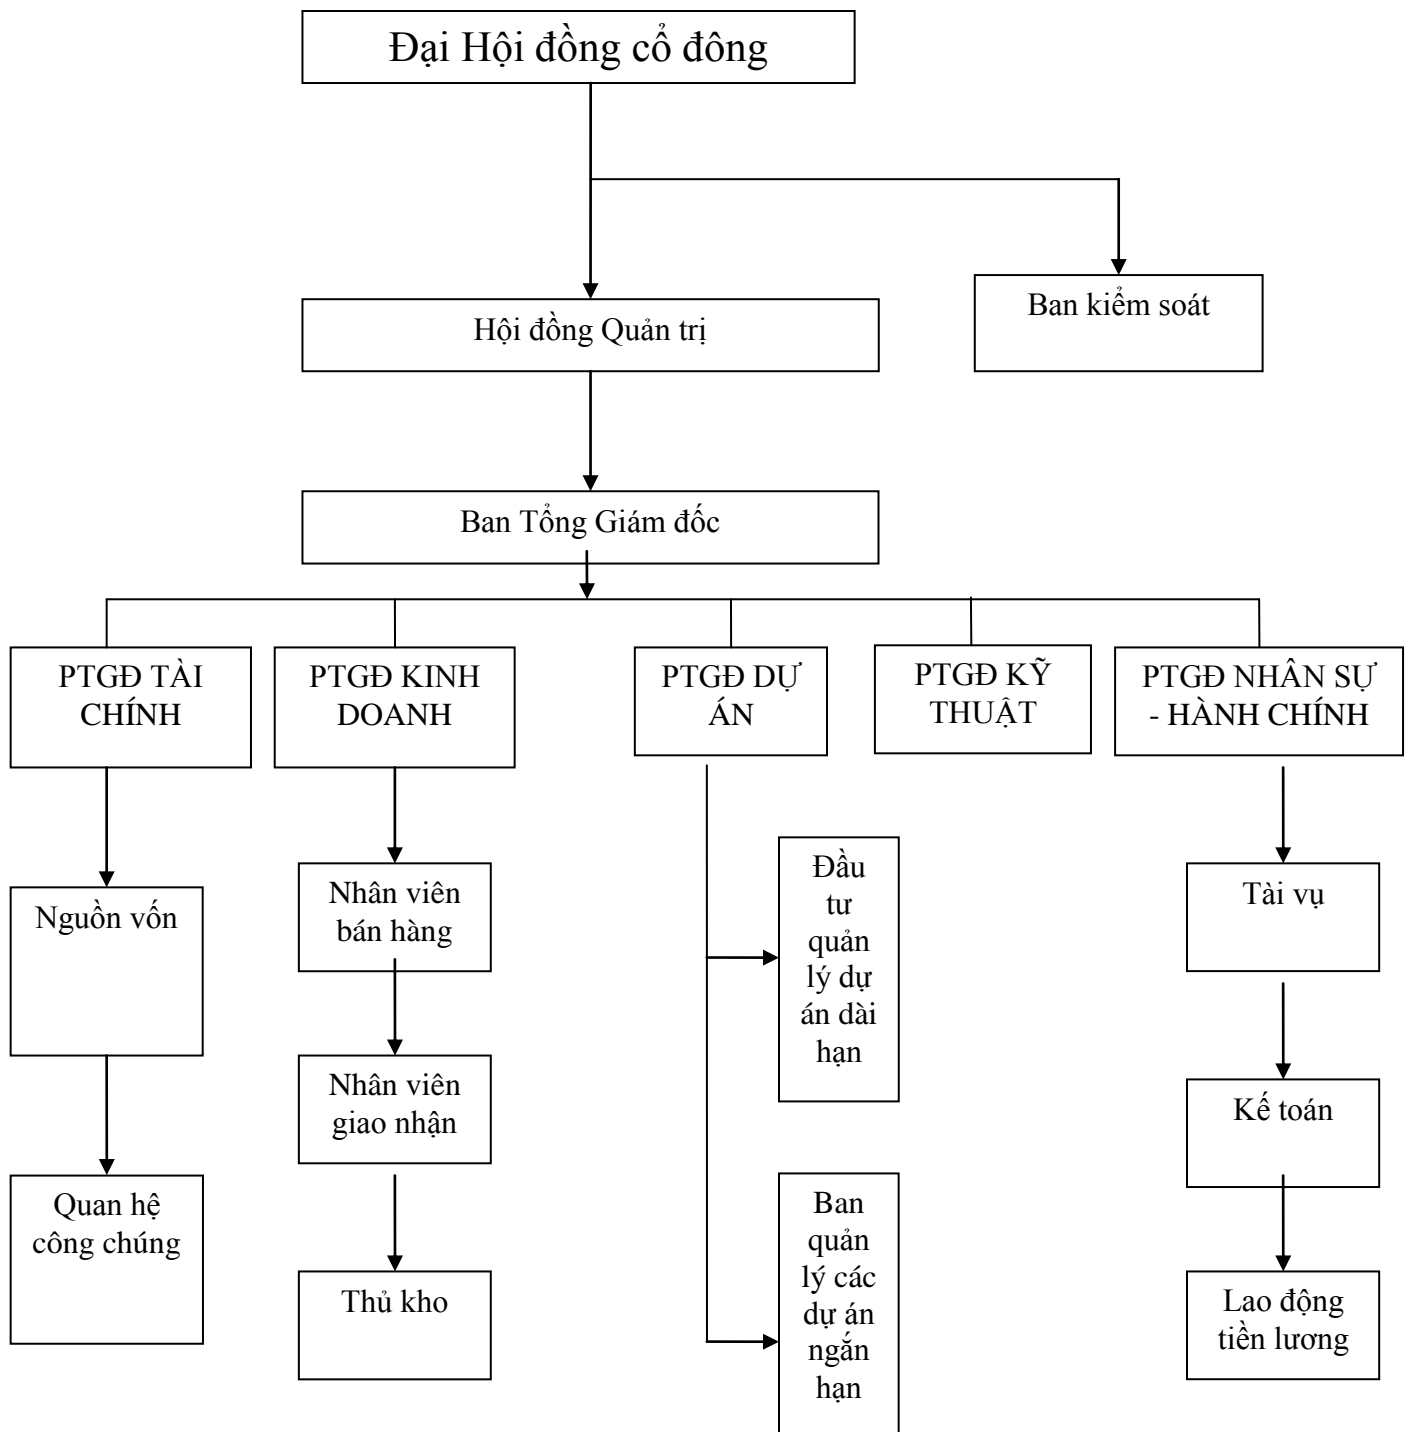 Đại Hội đồng cổ đông
Ban kiểm soát
Hội đồng Quản trị
Ban Tổng Giám đốc
PTGĐ TÀI
CHÍNH
PTGĐ KINH
DOANH
PTGĐ DỰ
ÁN
PTGĐ KỸ
THUẬT
PTGĐ NHÂN SỰ
- HÀNH CHÍNH
Nguồn vốn
Quan hệ
công chúng
Nhân viên
bán hàng
Nhân viên
giao nhận
Thủ kho
Đầu
tư
quản
lý dự
án dài
hạn
Ban
quản
lý các
dự án
ngắn
hạn
Tài vụ
Kế toán
Lao động
tiền lương